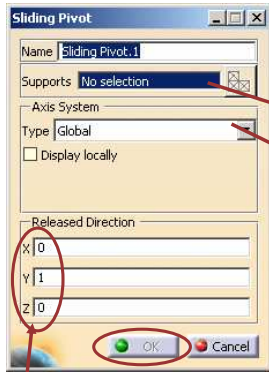 Sliding Pivot
Name Sliding Pivot.1
Supports No selection
Axis System
Type Global
Display locally
Released Direction
X 0
Y 1
Z 0
OK Cancel